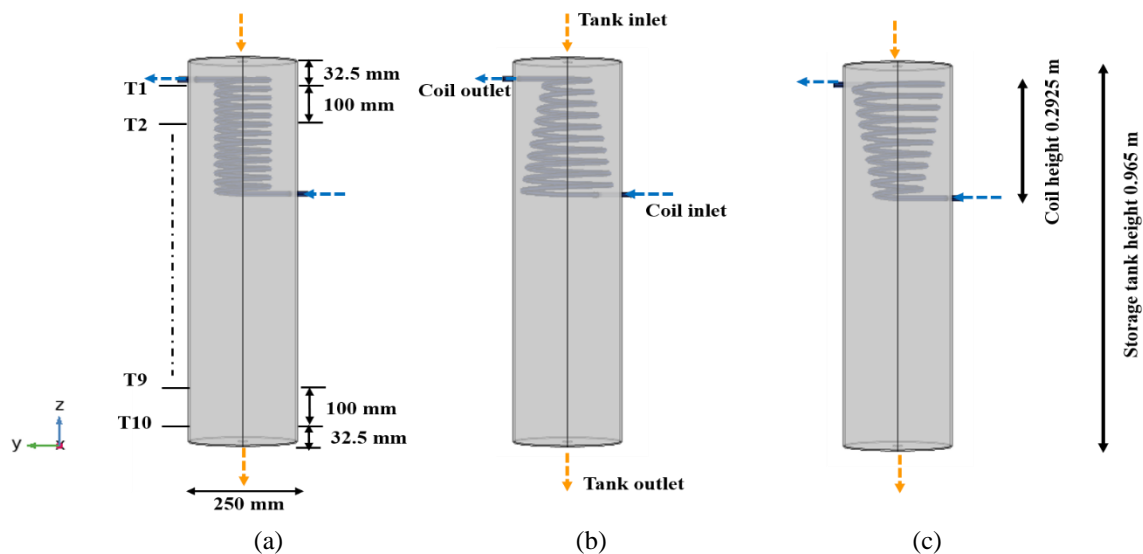 Tank inlet
32.5 mm
T1
100 mm
Coil outlet
T2
Coil height 0.2925 m
Storage tank height 0.965 m
Coil inlet
T9
100 mm
T10
32.5 mm
z
y
x
Tank outlet
250 mm
(a)
(b)
(c)